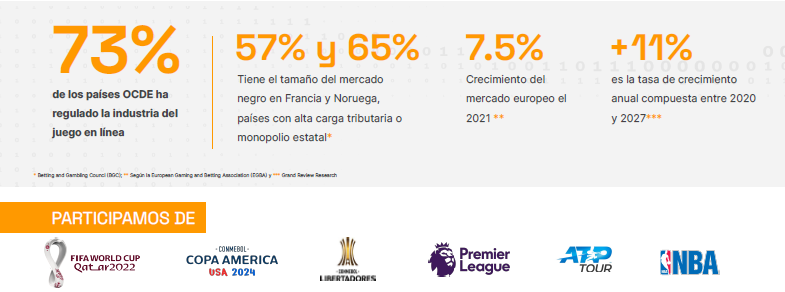 73%
de los países OCDE ha
regulado la industria del
juego en línea
57% y 65%
Tiene el tamaño del mercado
negro en Francia y Noruega,
países con alta carga tributaria o
monopolio estatal*
7.5%
Crecimiento del
mercado europeo el
2021 **
+11%
es la tasa de crecimiento
anual compuesta entre 2020
y 2027***
* Betting and Gambling Council (BGC); ** Según la European Gaming and Betting Association (EGBA) y *** Grand Review Research
PARTICIPAMOS DE
FIFA WORLD CUP
Qatar2022
·CONMEBOL·
COPA AMERICA
USA 2024
·CONMEBOL·
LIBERTADORES
Premier
League
ATP
TOUR
NBA